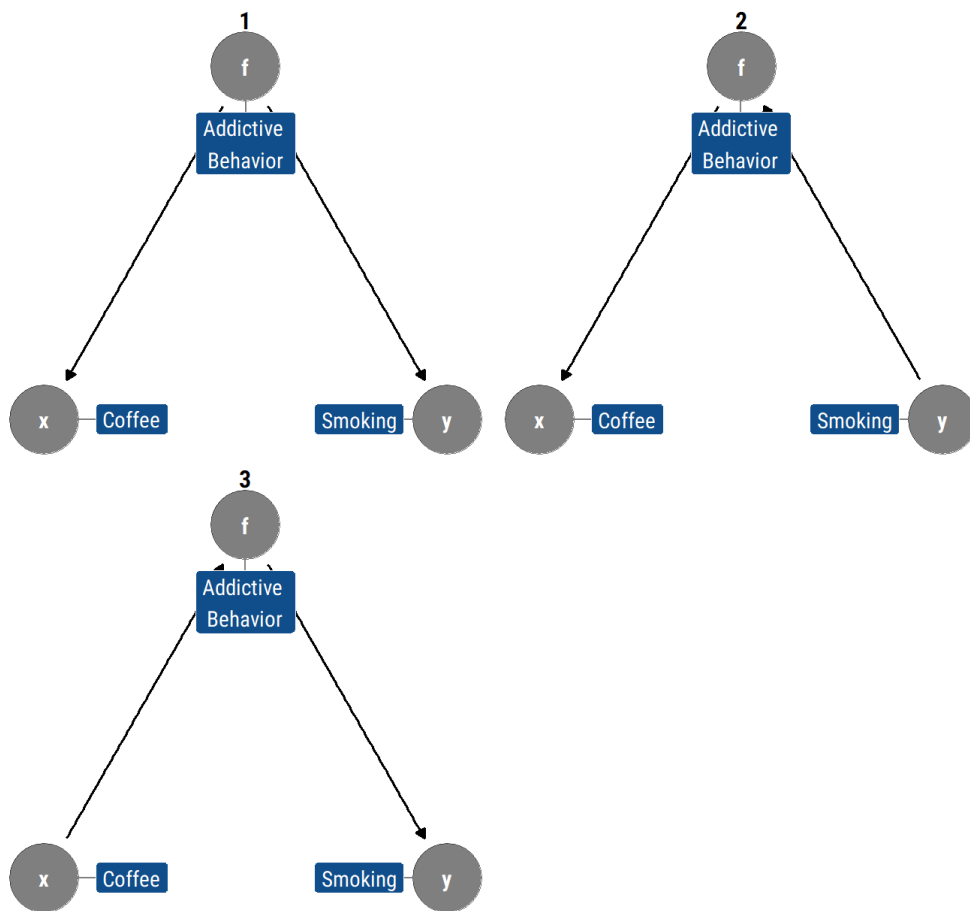 1
f
Addictive
Behavior
x
Coffee
Smoking
y
2
f
Addictive
Behavior
x
Coffee
Smoking
y
3
f
Addictive
Behavior
x
Coffee
Smoking
y